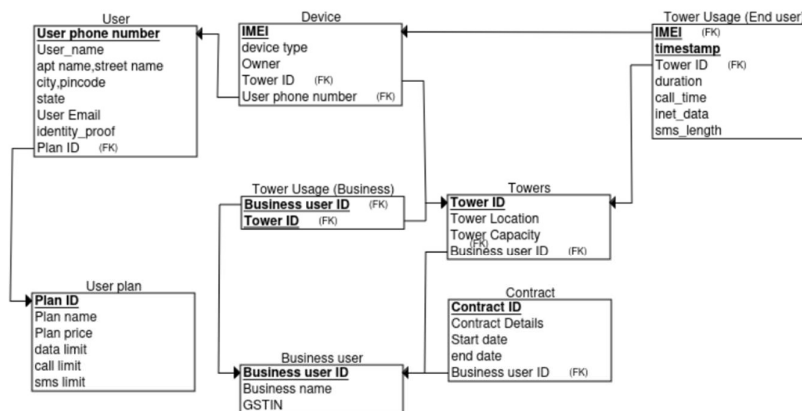 User
User phone number
User_name
apt name,street name
city,pincode
state
User Email
identity_proof
Plan ID (FK)
Device
IMEI
device type
Owner
Tower ID (FK)
User phone number (FK)
Tower Usage (End user)
IMEI (FK)
timestamp
Tower ID (FK)
duration
call_time
inet_data
sms_length
Tower Usage (Business)
Business user ID (FK)
Tower ID (FK)
Towers
Tower ID
Tower Location
Tower Capacity
(FK)
Business user ID (FK)
User plan
Plan ID
Plan name
Plan price
data limit
call limit
sms limit
Business user
Business user ID
Business name
GSTIN
Contract
Contract ID
Contract Details
Start date
end date
Business user ID (FK)